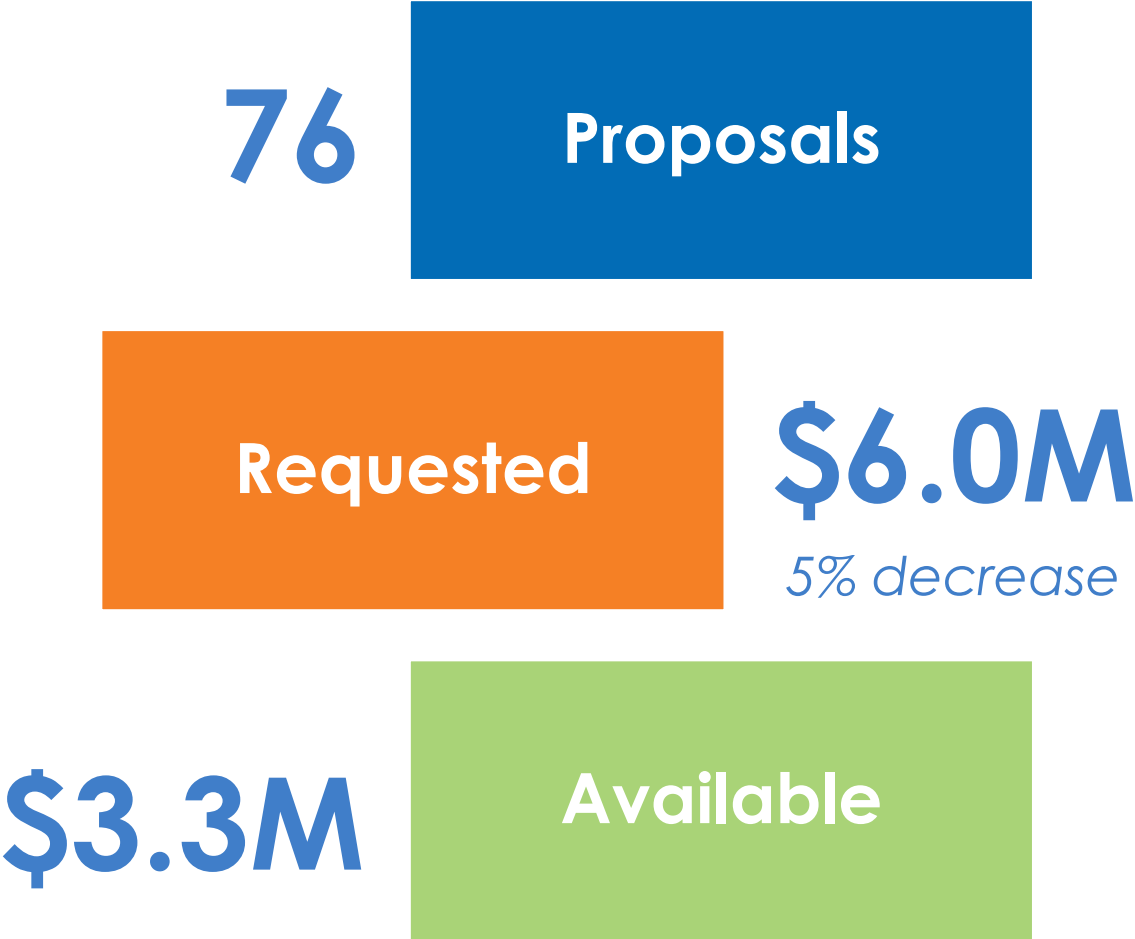 76
Proposals
Requested
$6.0M
5% decrease
$3.3M
Available